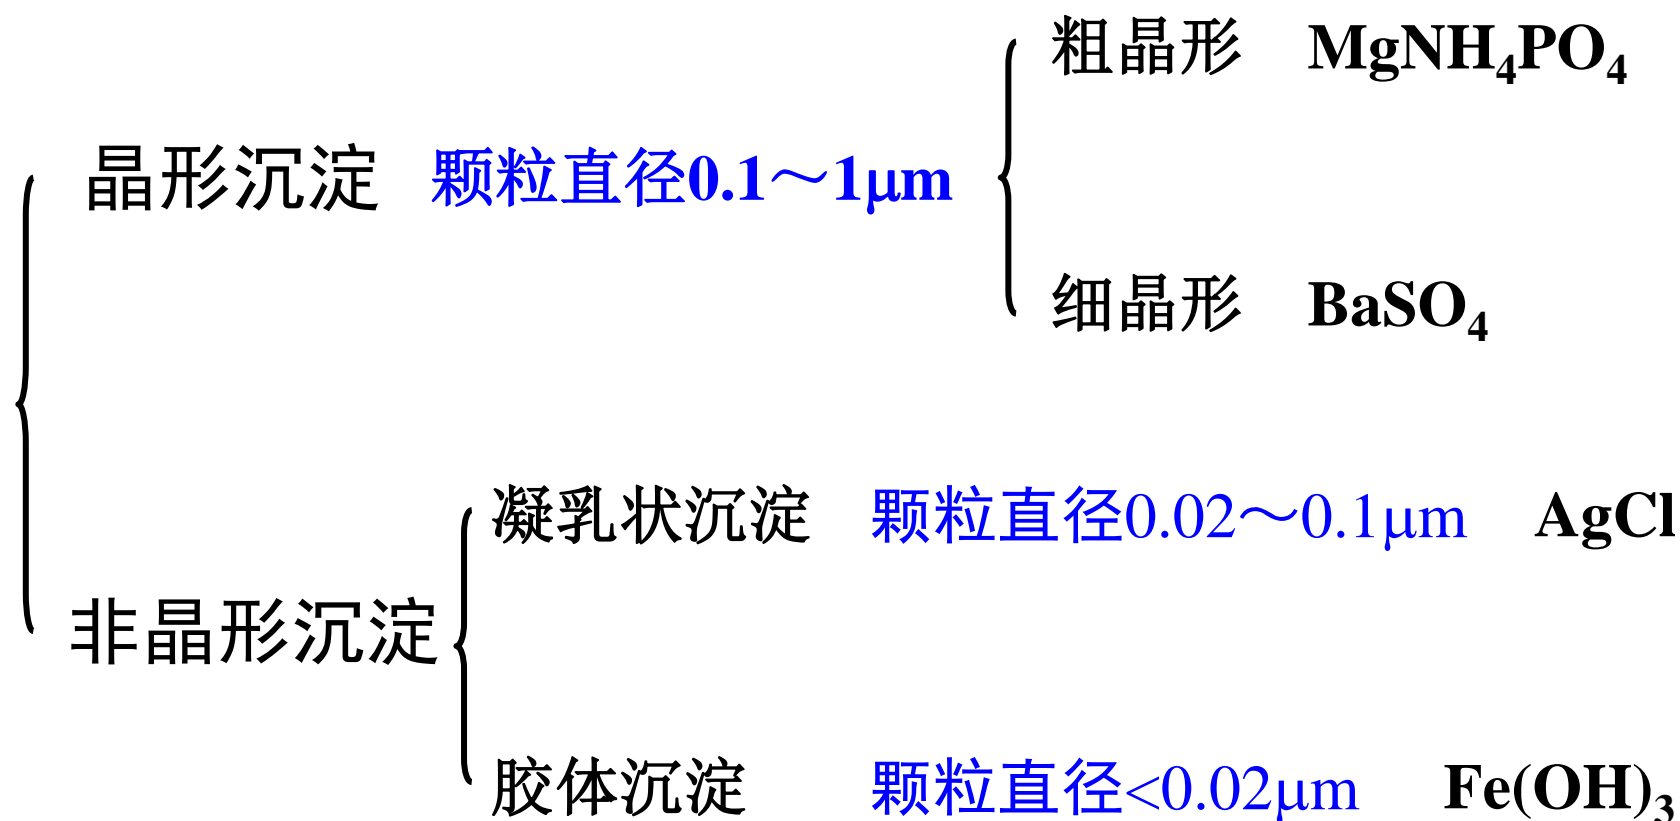 粗晶形 MgNH₄PO₄
晶形沉淀 颗粒直径0.1～1μm
细晶形 BaSO₄
凝乳状沉淀 颗粒直径0.02～0.1μm AgCl
非晶形沉淀
胶体沉淀 颗粒直径<0.02μm Fe(OH)₃